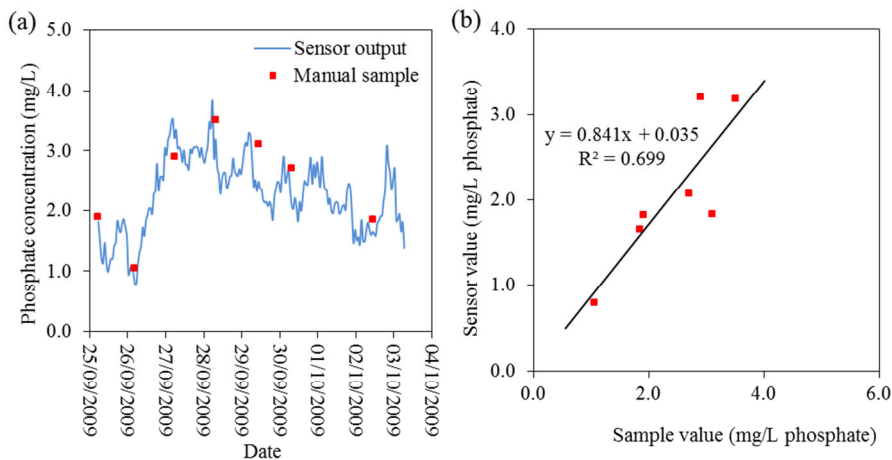 (a)
Phosphate concentration (mg/L)
5.0
4.0
3.0
2.0
1.0
0.0
Sensor output
Manual sample
25/09/2009
26/09/2009
27/09/2009
28/09/2009
29/09/2009
30/09/2009
01/10/2009
02/10/2009
03/10/2009
04/10/2009
Date
(b)
Sensor value (mg/L phosphate)
4.0
3.0
2.0
1.0
0.0
y = 0.841x + 0.035
R² = 0.699
0.0 2.0 4.0 6.0
Sample value (mg/L phosphate)